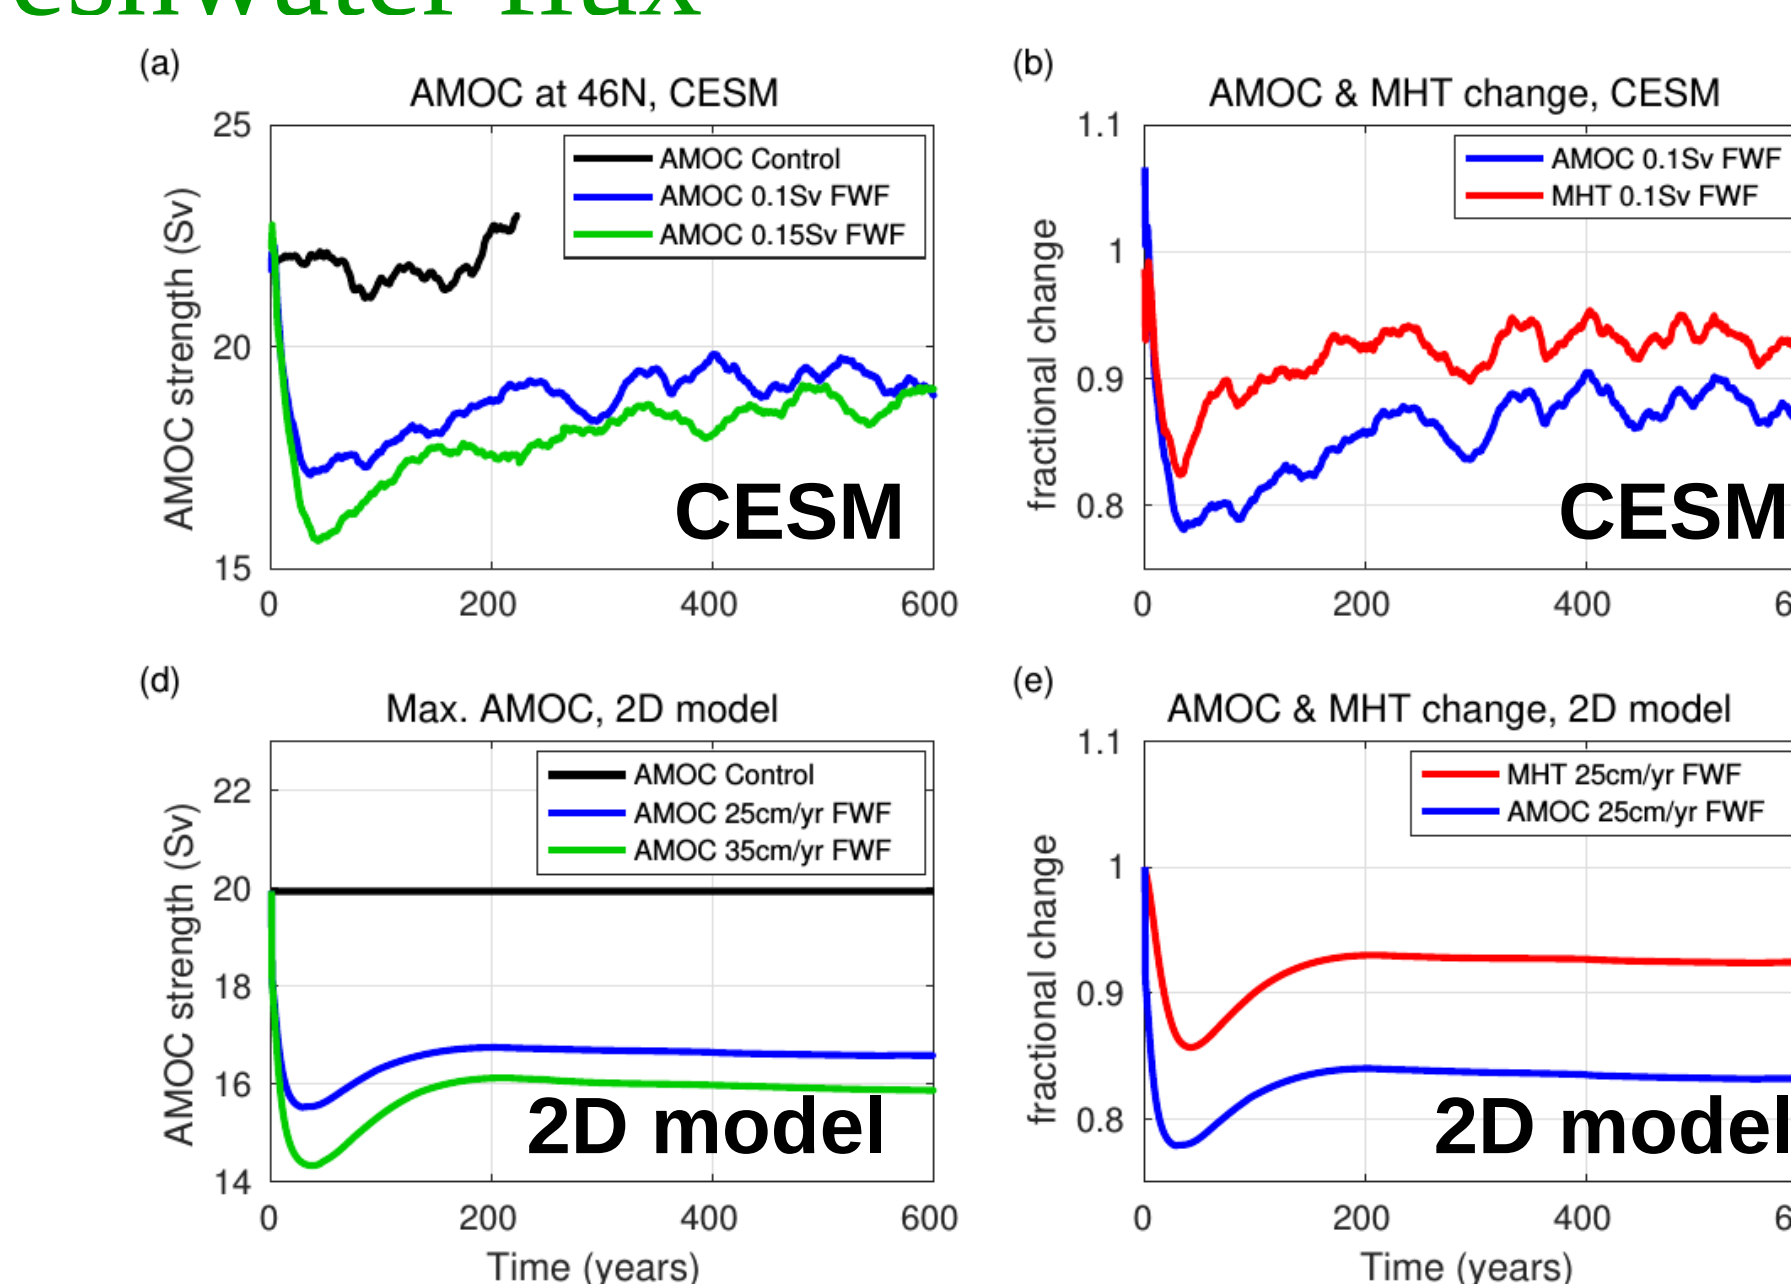 eshwater flux
(a)
AMOC at 46N, CESM
AMOC strength (Sv)
25
20
15
AMOC Control
AMOC 0.1Sv FWF
AMOC 0.15Sv FWF
CESM
0 200 400 600
(b)
AMOC & MHT change, CESM
fractional change
1.1
1
0.9
0.8
AMOC 0.1Sv FWF
MHT 0.1Sv FWF
CESM
0 200 400 6
(d)
Max. AMOC, 2D model
AMOC strength (Sv)
22
20
18
16
14
AMOC Control
AMOC 25cm/yr FWF
AMOC 35cm/yr FWF
2D model
0 200 400 600
Time (years)
(e)
AMOC & MHT change, 2D model
fractional change
1.1
1
0.9
0.8
MHT 25cm/yr FWF
AMOC 25cm/yr FWF
2D model
0 200 400 6
Time (years)